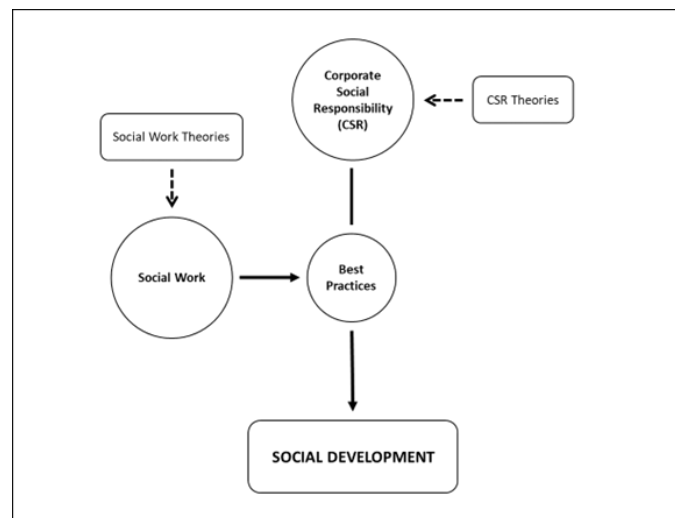 Corporate
Social
Responsibility
(CSR)
CSR Theories
Social Work Theories
Social Work
Best
Practices
SOCIAL DEVELOPMENT